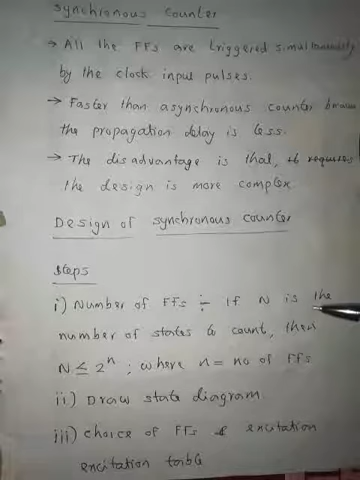 Synchronous Counter
→ All the FFs are triggered simultaneously
by the clock input pulses.
→ Faster than asynchronous counter because
the propagation delay is less.
→ The disadvantage is that, it requires
the design is more complex
Design of synchronous counter
Steps
i) Number of FFs ÷ If N is the
number of states to count, then
N ≤ 2ⁿ ; where n = no of FFs
ii) Draw state diagram
iii) choice of FFs & excitation
encitation table